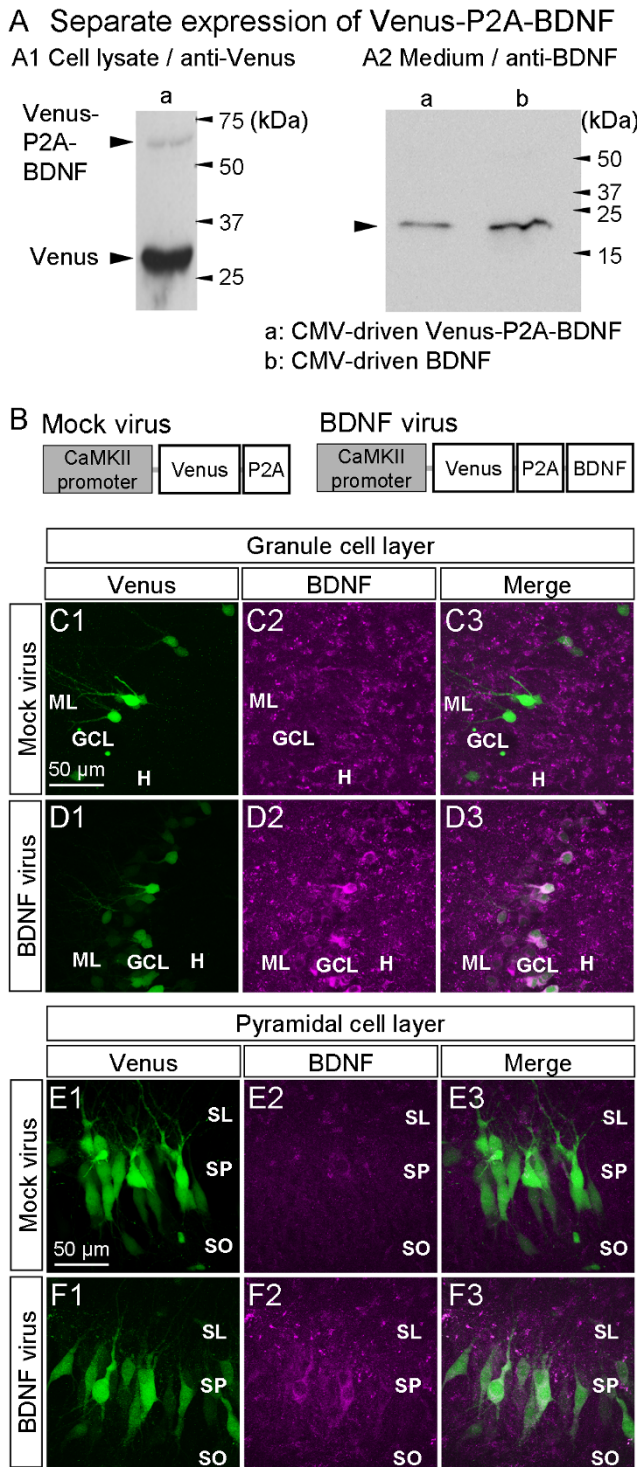 A Separate expression of Venus-P2A-BDNF
A1 Cell lysate / anti-Venus
A2 Medium / anti-BDNF
a
Venus-
P2A-
BDNF
Venus
75 (kDa)
50
37
25
a b
(kDa)
50
37
25
15
a: CMV-driven Venus-P2A-BDNF
b: CMV-driven BDNF
B Mock virus
BDNF virus
CaMKII
promoter
Venus
P2A
CaMKII
promoter
Venus
P2A
BDNF
Granule cell layer
Venus
BDNF
Merge
Mock virus
C1
ML
GCL
H
50 µm
C2
ML
GCL
H
C3
ML
GCL
H
BDNF virus
D1
ML GCL H
D2
ML GCL H
D3
ML GCL H
Pyramidal cell layer
Venus
BDNF
Merge
Mock virus
E1
SL
SP
SO
50 µm
E2
SL
SP
SO
E3
SL
SP
SO
BDNF virus
F1
SL
SP
SO
F2
SL
SP
SO
F3
SL
SP
SO